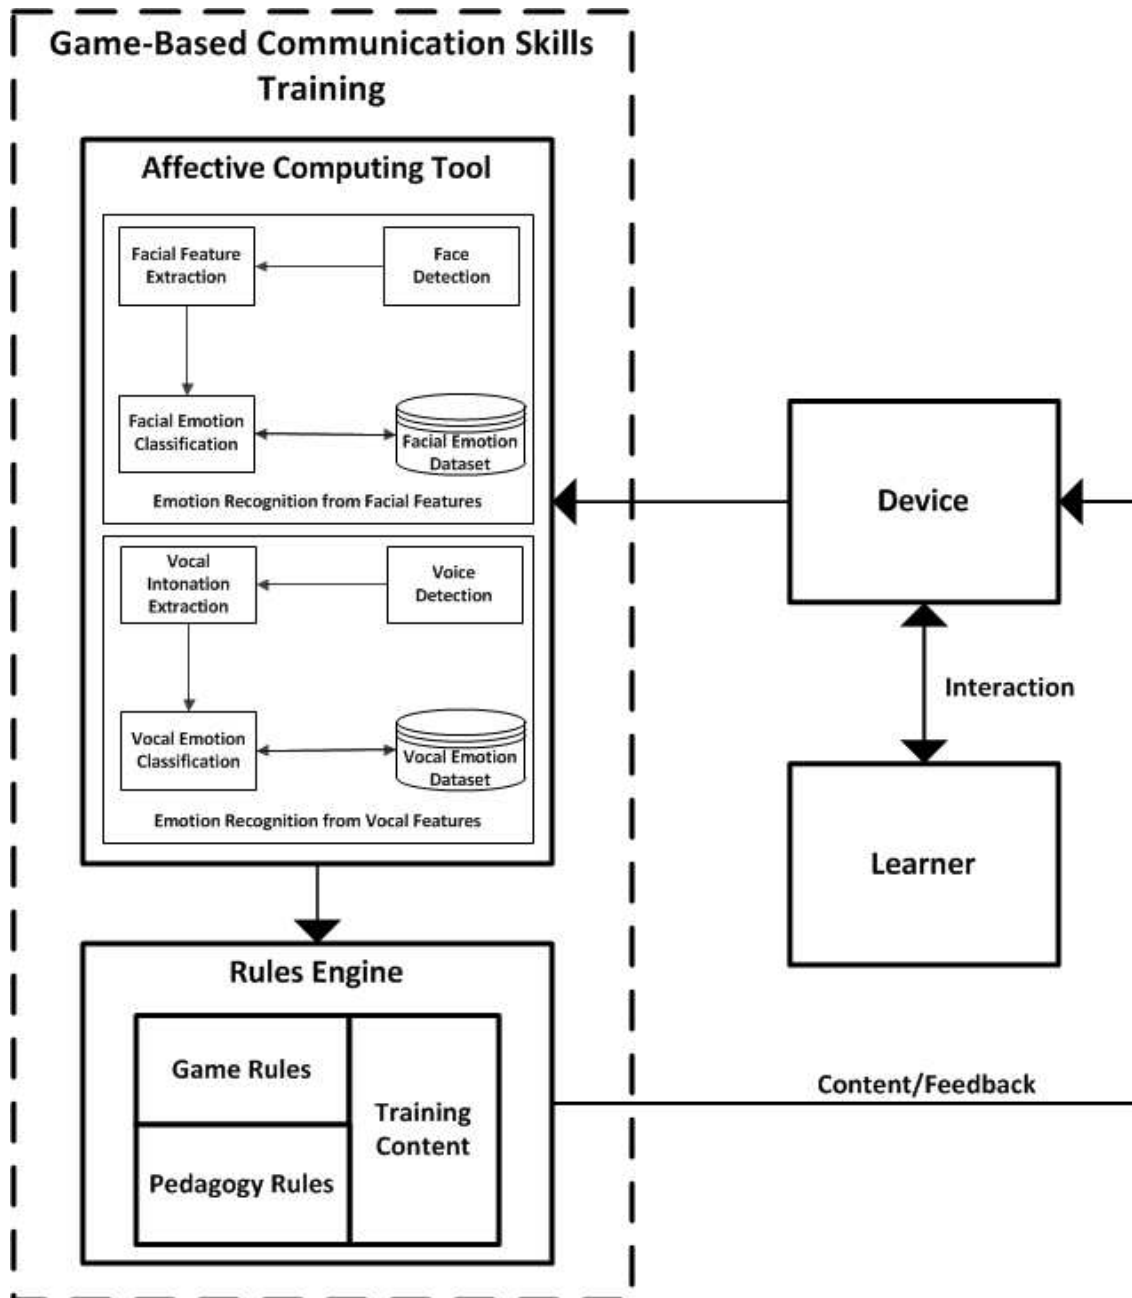 Game-Based Communication Skills
Training
Affective Computing Tool
Facial Feature
Extraction
Face
Detection
Facial Emotion
Classification
Facial Emotion
Dataset
Emotion Recognition from Facial Features
Vocal
Intonation
Extraction
Voice
Detection
Vocal Emotion
Classification
Vocal Emotion
Dataset
Emotion Recognition from Vocal Features
Rules Engine
Game Rules
Pedagogy Rules
Training
Content
Device
Interaction
Learner
Content/Feedback